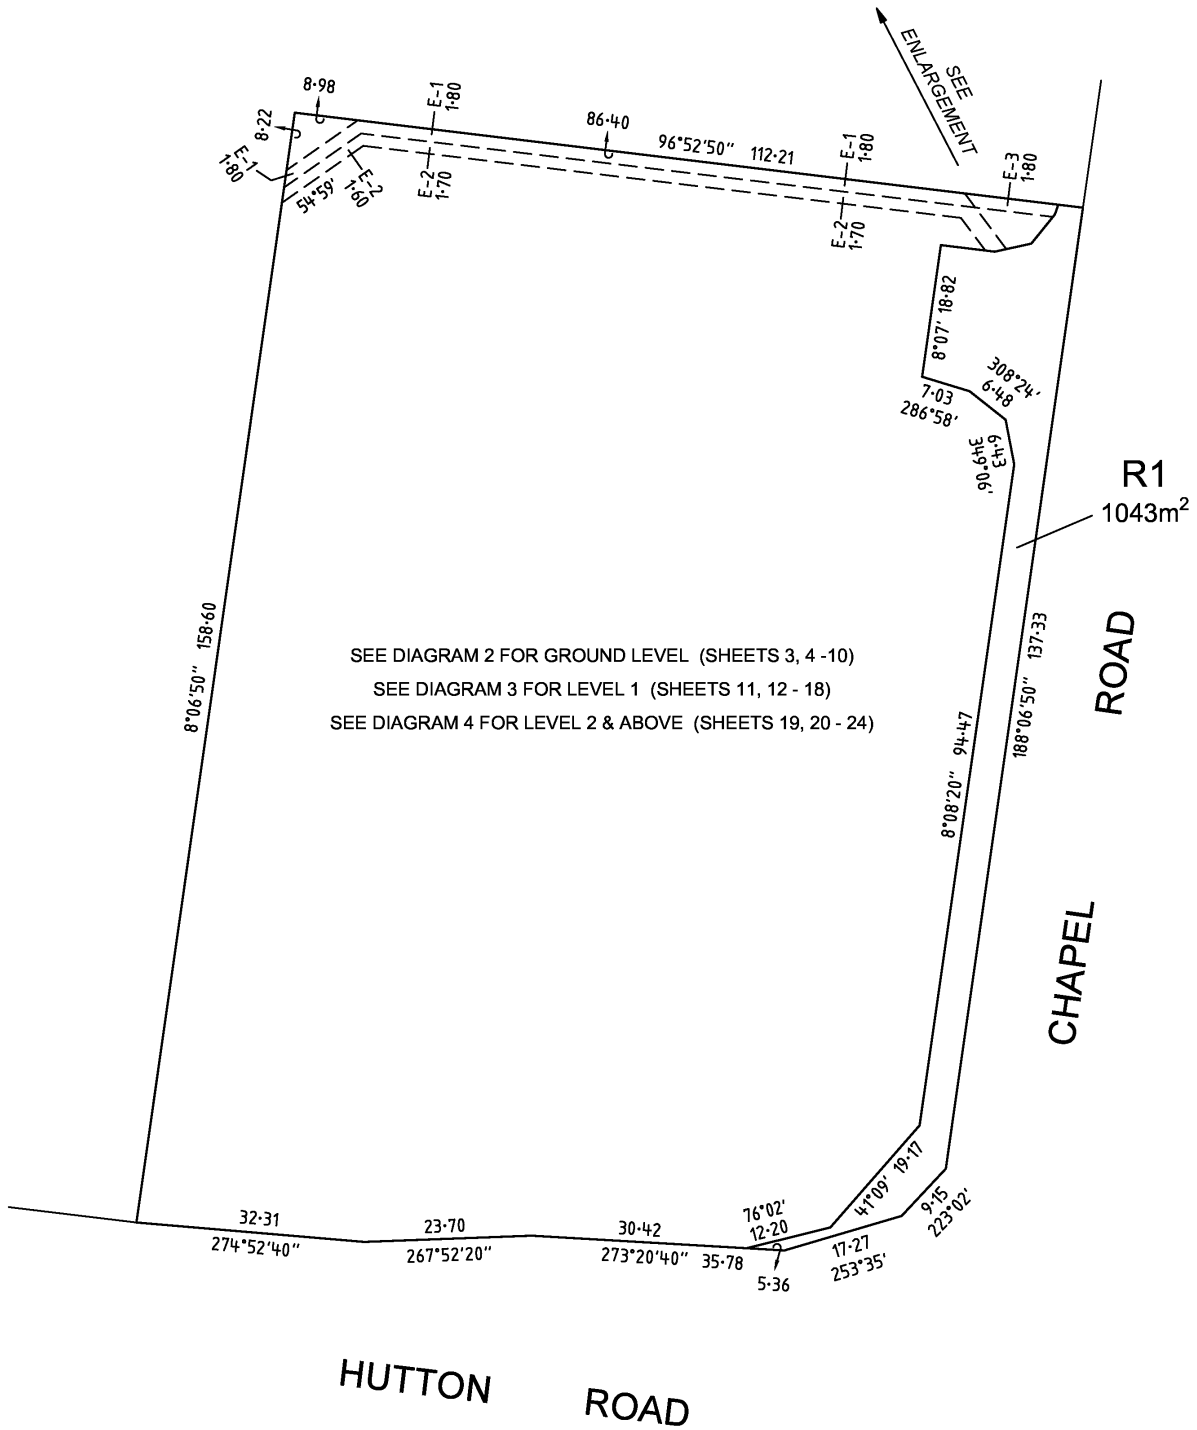 SEE
ENLARGEMENT
8·98
8·22
E-1
1·80
86·40
96°52'50" 112·21
E-1
1·80
E-3
1·80
E-1
1·80
54°59'
E-2
1·60
E-2
1·70
E-2
1·70
8°07' 18·82
308°24'
6·48
7·03
286°58'
6·43
349°06'
R1
1043m²
8°06'50" 158·60
SEE DIAGRAM 2 FOR GROUND LEVEL (SHEETS 3, 4 -10)
SEE DIAGRAM 3 FOR LEVEL 1 (SHEETS 11, 12 - 18)
SEE DIAGRAM 4 FOR LEVEL 2 & ABOVE (SHEETS 19, 20 - 24)
188°06'50" 137·33
8°08'20" 94·47
CHAPEL ROAD
41°09' 19·17
9·15
223°02'
76°02'
12·20
17·27
253°35'
32·31
274°52'40"
23·70
267°52'20"
30·42
273°20'40" 35·78
5·36
HUTTON ROAD